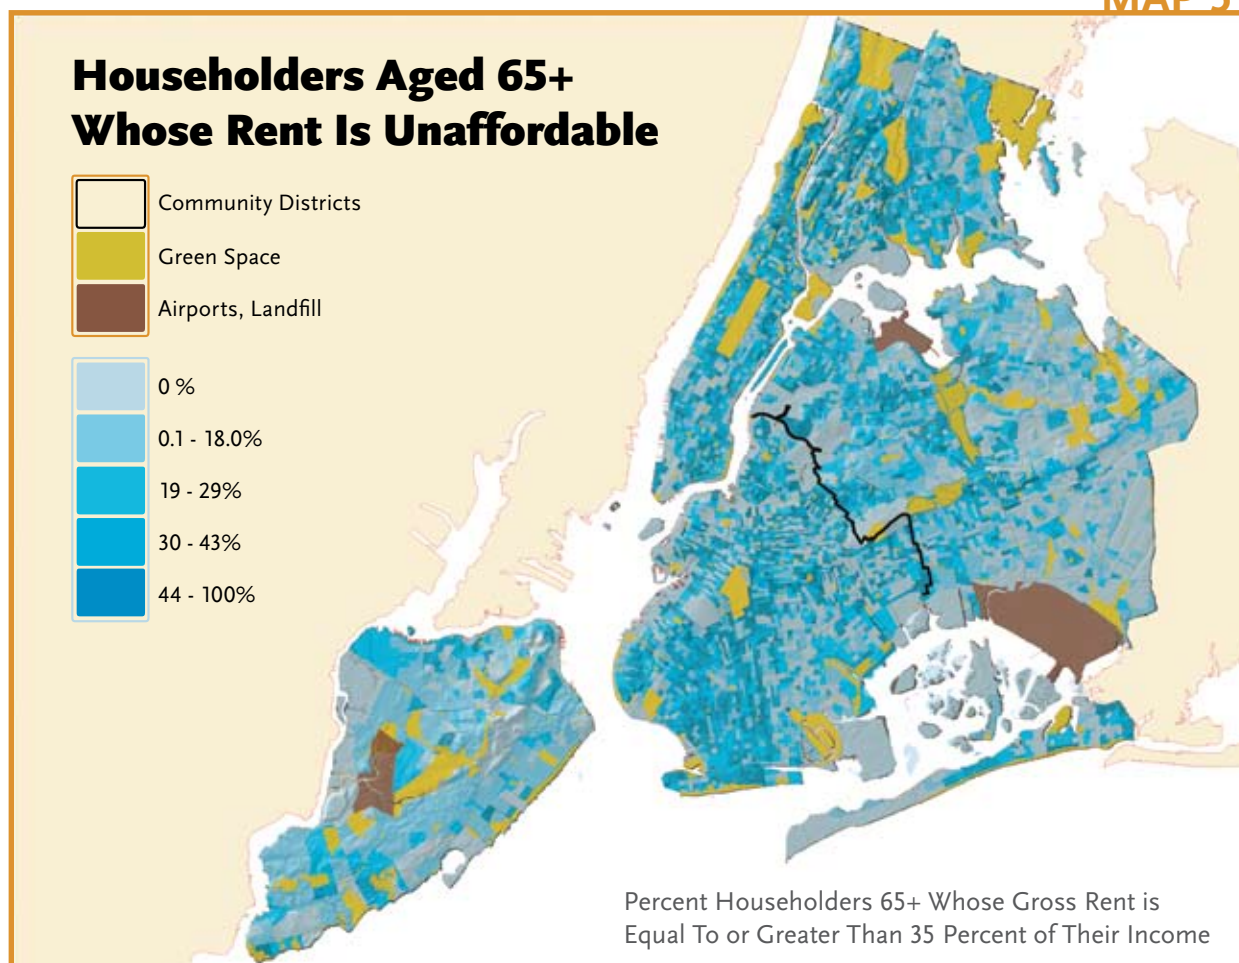 Householders Aged 65+
Whose Rent Is Unaffordable
Community Districts
Green Space
Airports, Landfill
0 %
0.1 - 18.0%
19 - 29%
30 - 43%
44 - 100%
Percent Householders 65+ Whose Gross Rent is
Equal To or Greater Than 35 Percent of Their Income